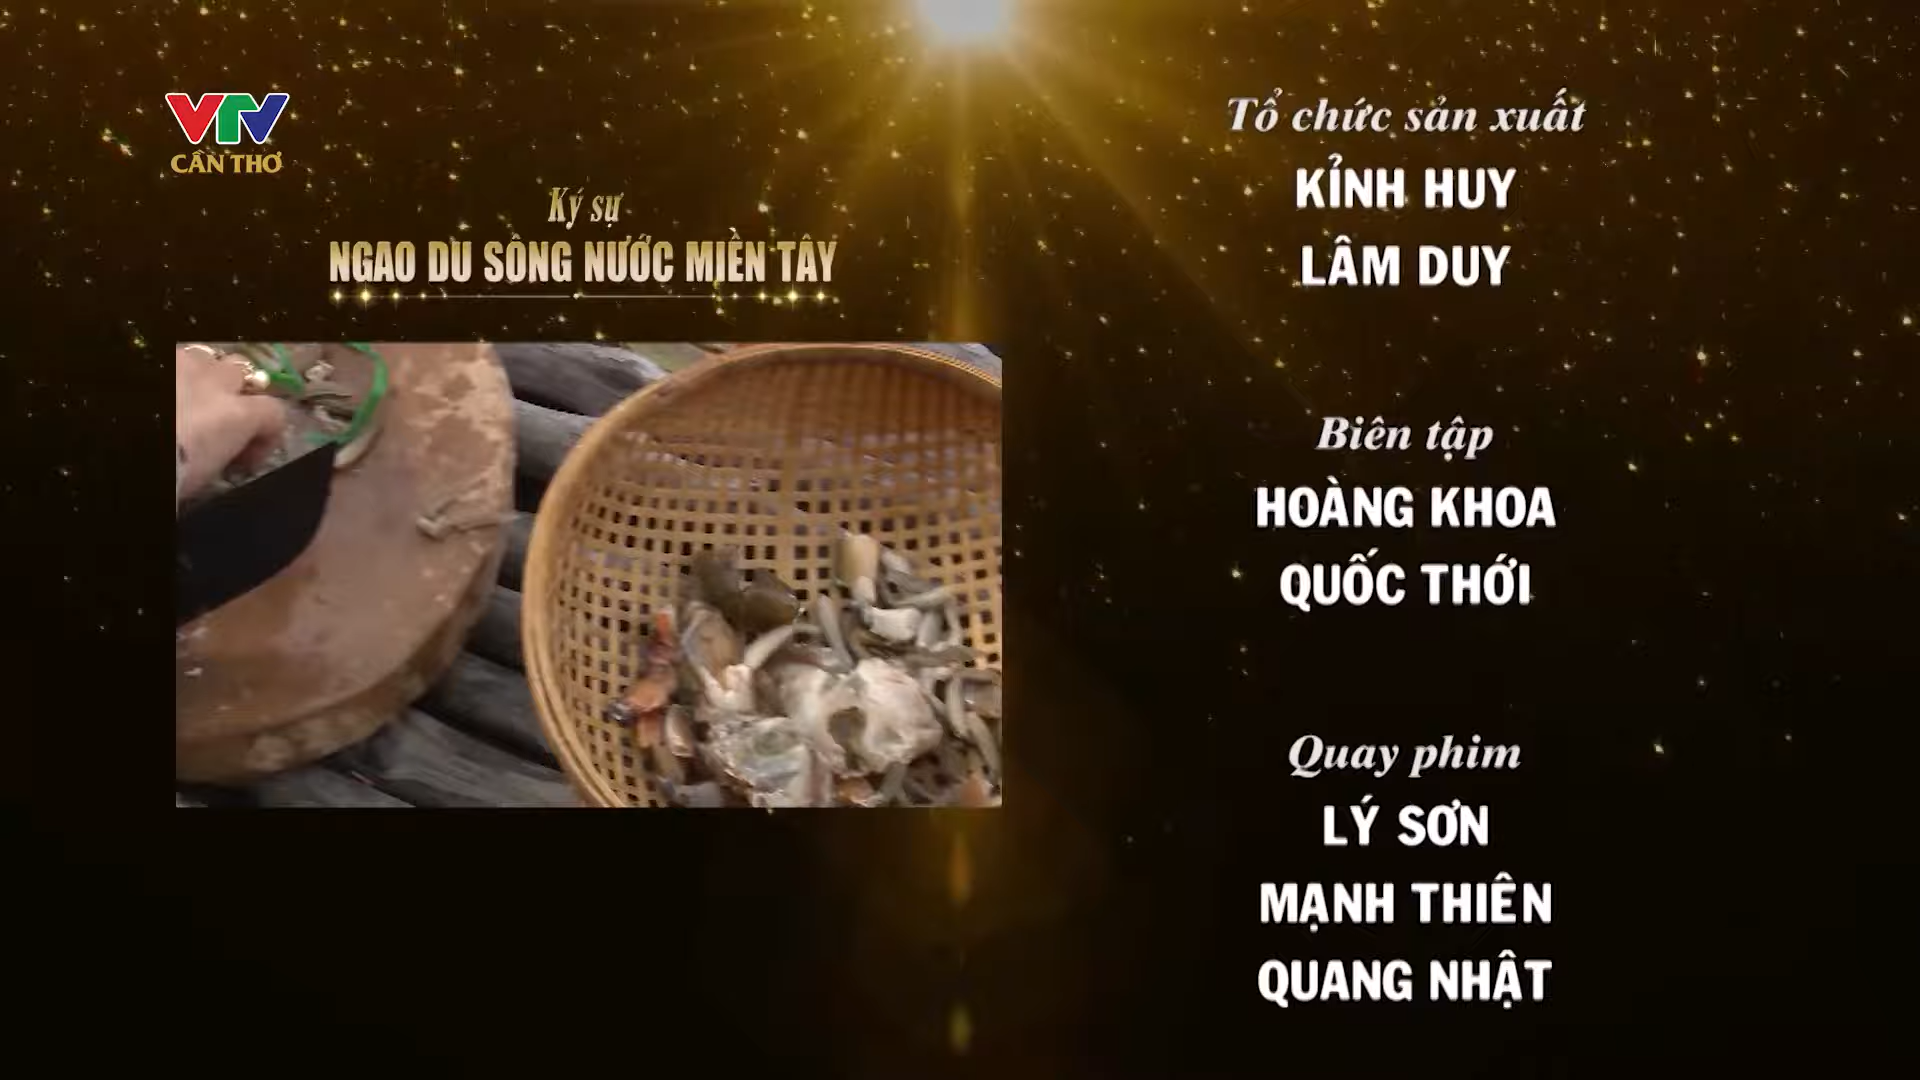 VTV
CẦN THƠ
Ký sự
NGAO DU SÔNG NƯỚC MIỀN TÂY
Tổ chức sản xuất
KỈNH HUY
LÂM DUY
Biên tập
HOÀNG KHOA
QUỐC THỚI
Quay phim
LÝ SƠN
MẠNH THIÊN
QUANG NHẬT